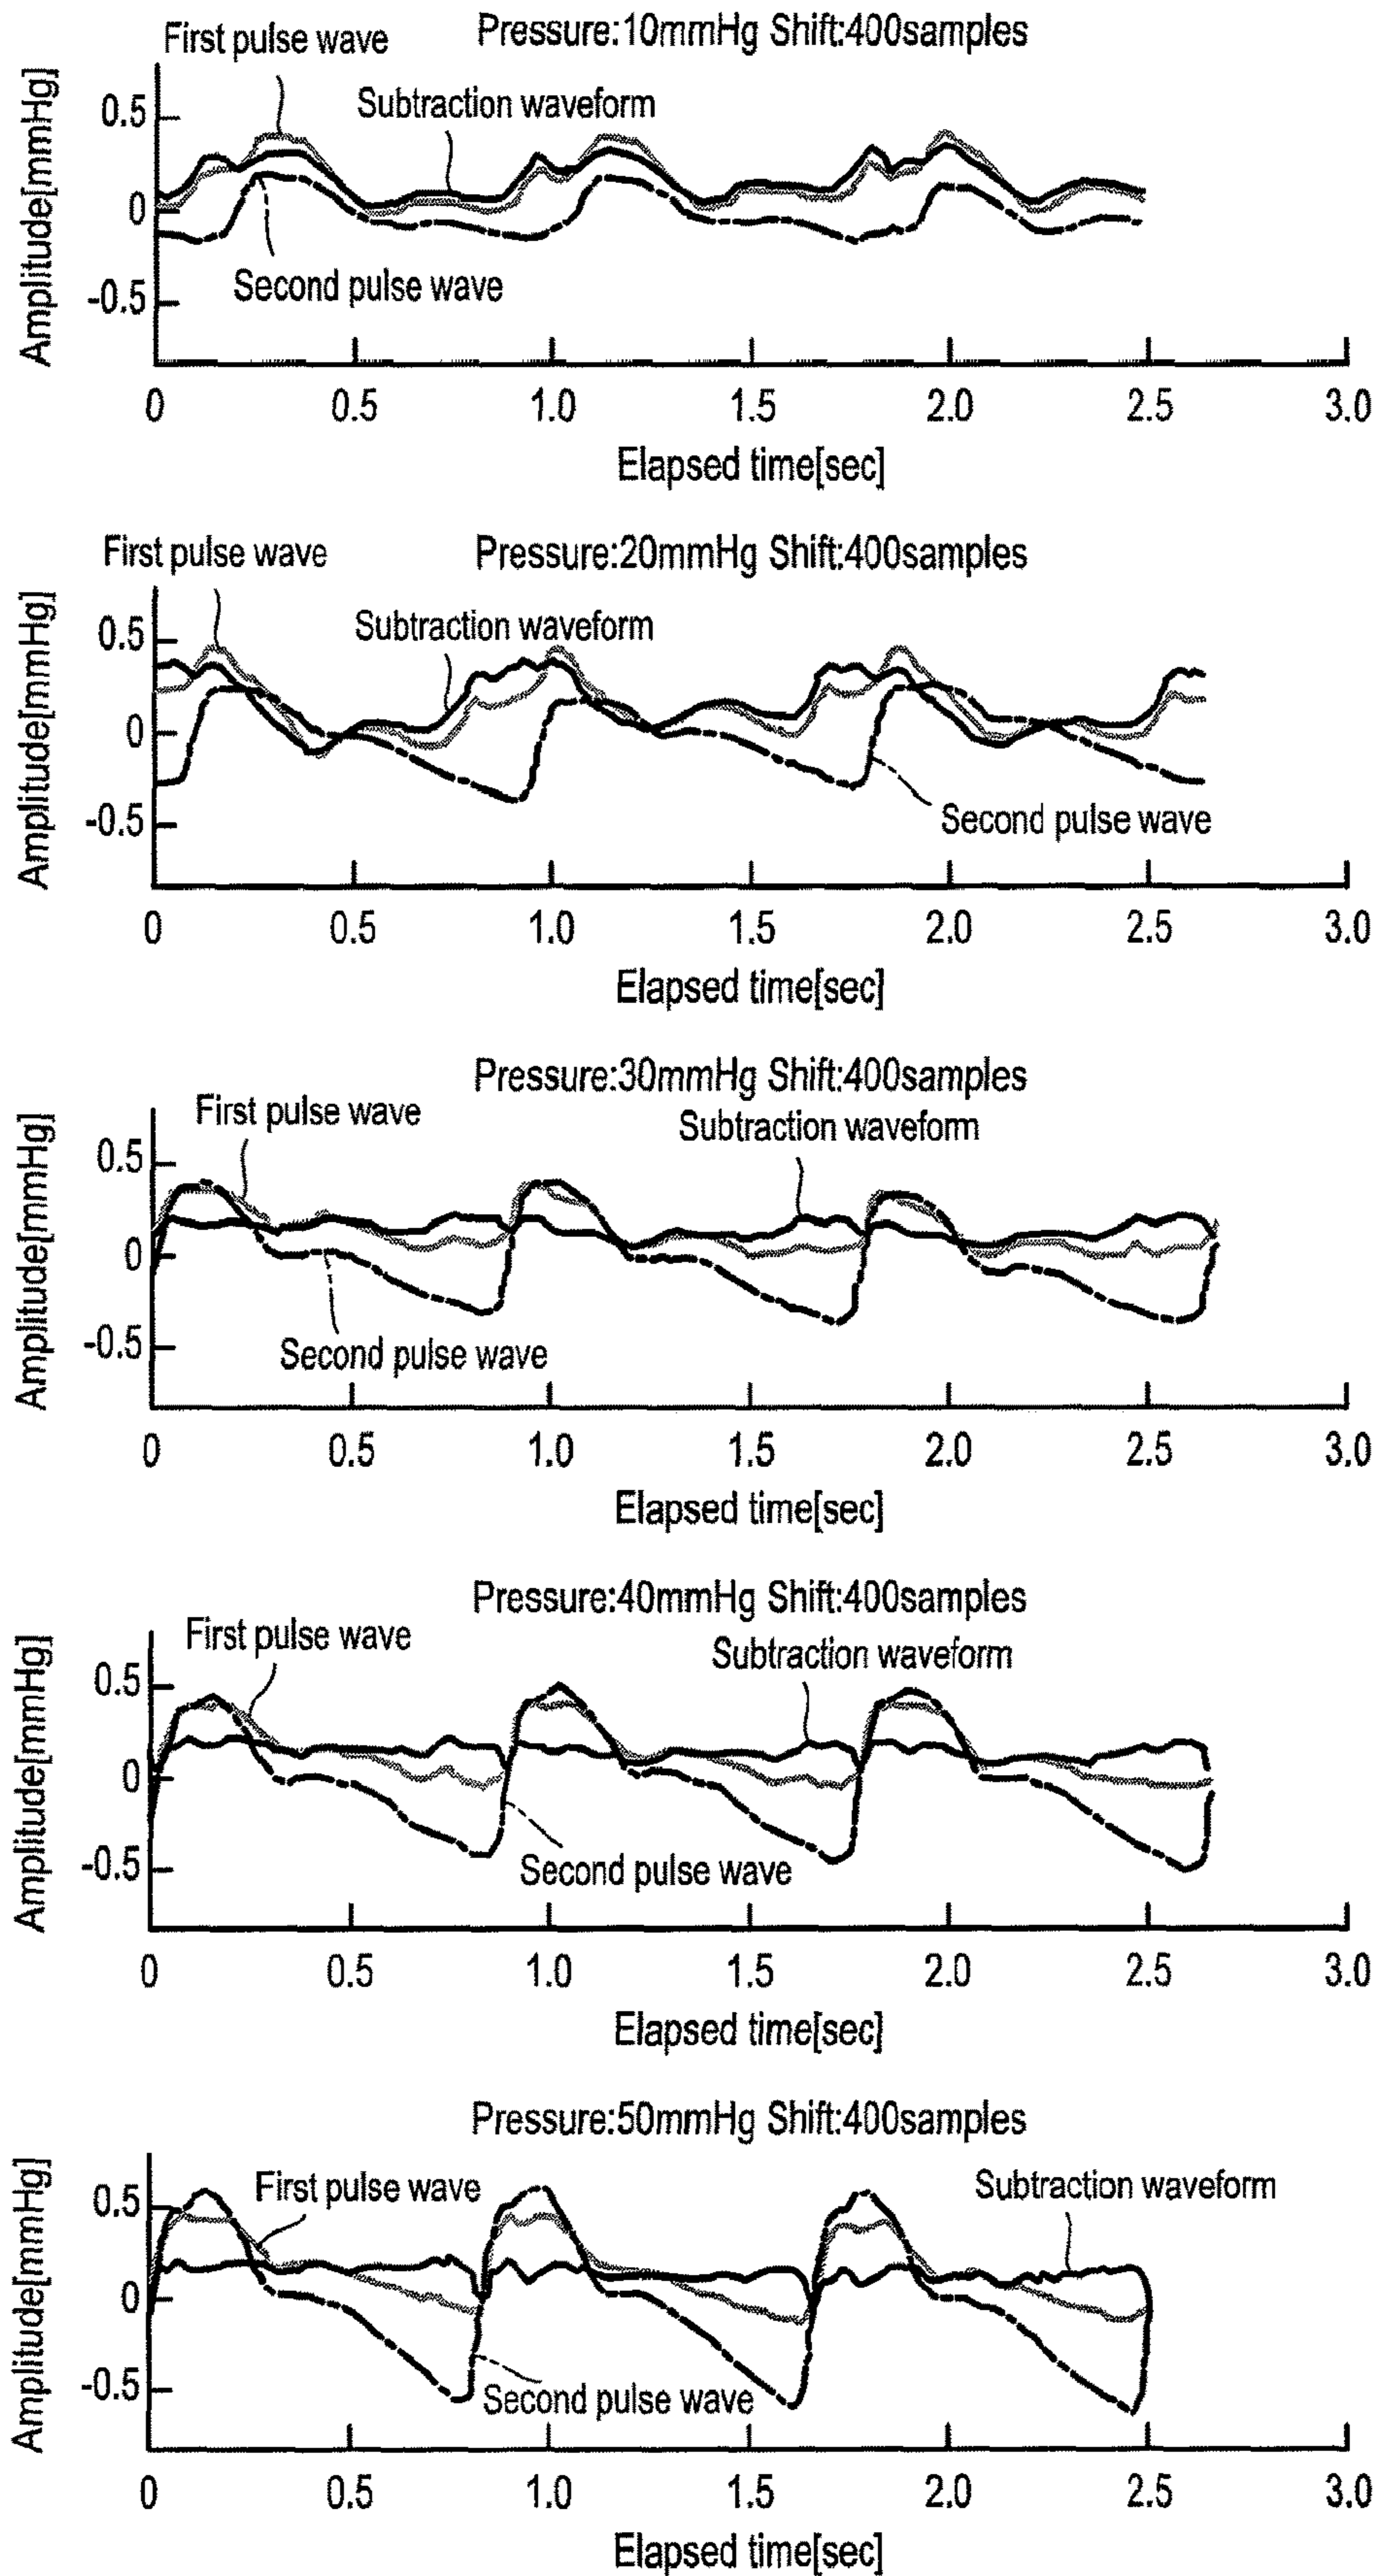 First pulse wave
Pressure:10mmHg Shift:400samples
Subtraction waveform
Amplitude[mmHg]
0.5
0
-0.5
Second pulse wave
0 0.5 1.0 1.5 2.0 2.5 3.0
Elapsed time[sec]
First pulse wave
Pressure:20mmHg Shift:400samples
Subtraction waveform
Amplitude[mmHg]
0.5
0
-0.5
Second pulse wave
0 0.5 1.0 1.5 2.0 2.5 3.0
Elapsed time[sec]
Pressure:30mmHg Shift:400samples
First pulse wave
Subtraction waveform
Amplitude[mmHg]
0.5
0
-0.5
Second pulse wave
0 0.5 1.0 1.5 2.0 2.5 3.0
Elapsed time[sec]
Pressure:40mmHg Shift:400samples
First pulse wave
Subtraction waveform
Amplitude[mmHg]
0.5
0
-0.5
Second pulse wave
0 0.5 1.0 1.5 2.0 2.5 3.0
Elapsed time[sec]
Pressure:50mmHg Shift:400samples
First pulse wave
Subtraction waveform
Amplitude[mmHg]
0.5
0
-0.5
Second pulse wave
0 0.5 1.0 1.5 2.0 2.5 3.0
Elapsed time[sec]